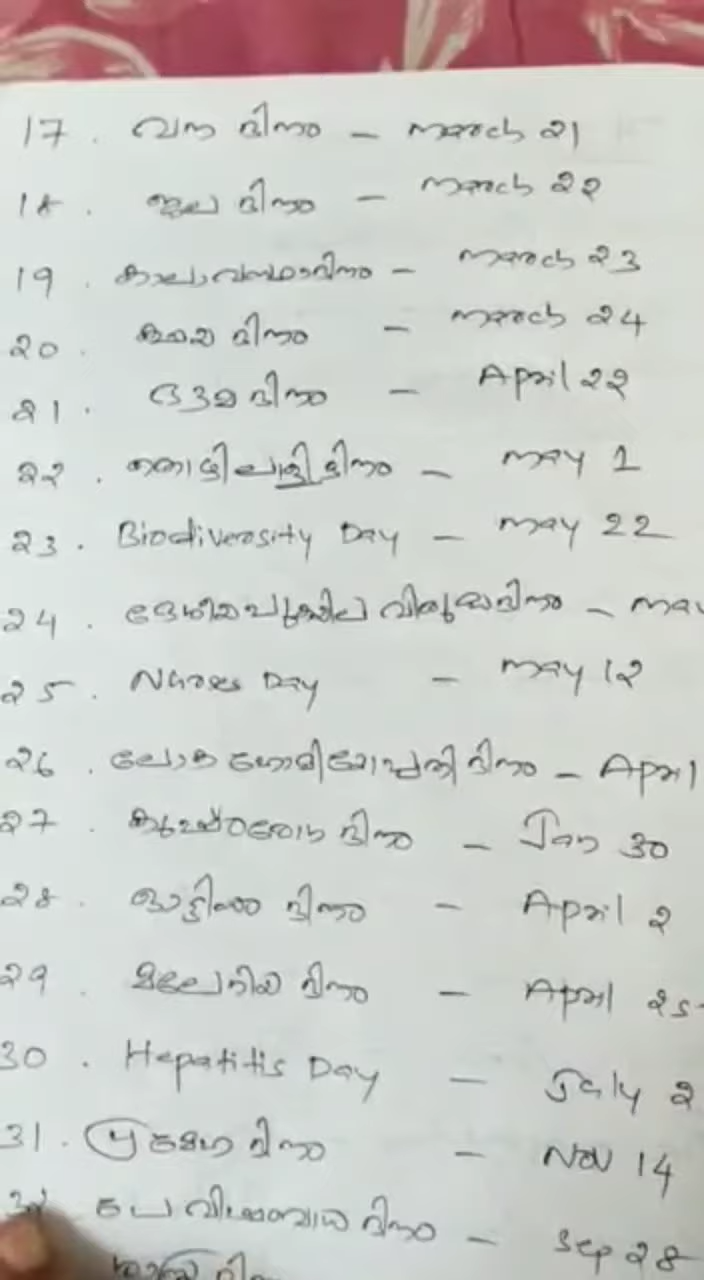 17. വന ദിനം - March 21
18. ജല ദിനം - March 22
19. കാലാവസ്ഥാദിനം - March 23
20. ക്ഷയ ദിനം - March 24
21. ഭൗമ ദിനം - April 22
22. തൊഴിലാളി ദിനം - May 1
23. Biodiversity Day - May 22
24. ദേശീയ പുകയില വിരുദ്ധദിനം - May
25. Nurses Day - May 12
26. ലോക ഹോമിയോപ്പതി ദിനം - April
27. കുഷ്ഠരോഗ ദിനം - Jan 30
28. ഓട്ടിസം ദിനം - April 2
29. മലേറിയ ദിനം - April 25
30. Hepatitis Day - July 2
31. പ്രമേഹ ദിനം - Nov 14
പേ വിഷബാധ ദിനം - Sep 28